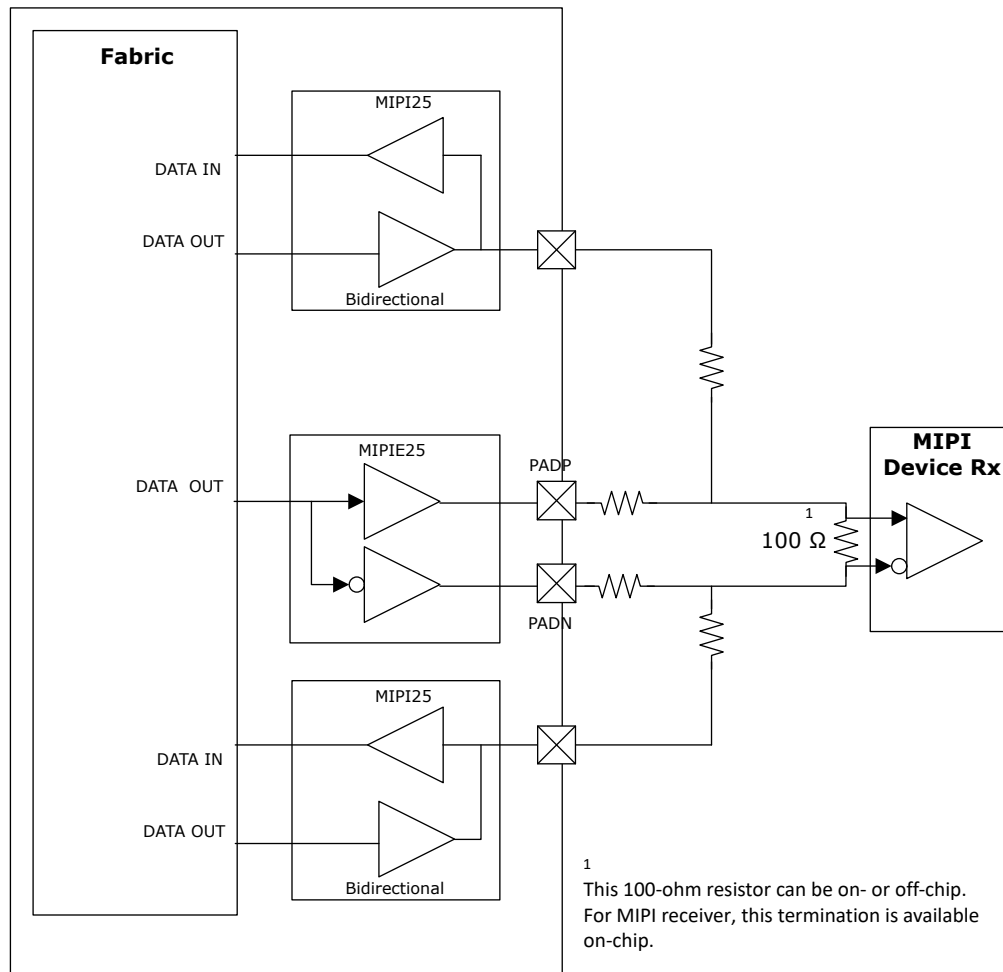 Fabric
MIPI25
DATA IN
DATA OUT
Bidirectional
MIPIE25
PADP
DATA OUT
PADN
MIPI
Device Rx
1
100 Ω
MIPI25
DATA IN
DATA OUT
Bidirectional
1
This 100-ohm resistor can be on- or off-chip.
For MIPI receiver, this termination is available
on-chip.